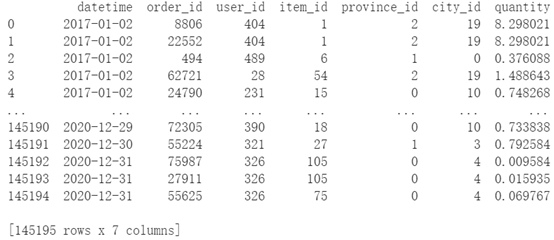 datetime order_id user_id item_id province_id city_id quantity
0 2017-01-02 8806 404 1 2 19 8.298021
1 2017-01-02 22552 404 1 2 19 8.298021
2 2017-01-02 494 489 6 1 0 0.376088
3 2017-01-02 62721 28 54 2 19 1.488643
4 2017-01-02 24790 231 15 0 10 0.748268
... ... ... ... ... ... ... ...
145190 2020-12-29 72305 390 18 0 10 0.733838
145191 2020-12-30 55224 321 27 1 3 0.792584
145192 2020-12-31 75987 326 105 0 4 0.009584
145193 2020-12-31 27911 326 105 0 4 0.015935
145194 2020-12-31 55625 326 75 0 4 0.069767
[145195 rows x 7 columns]